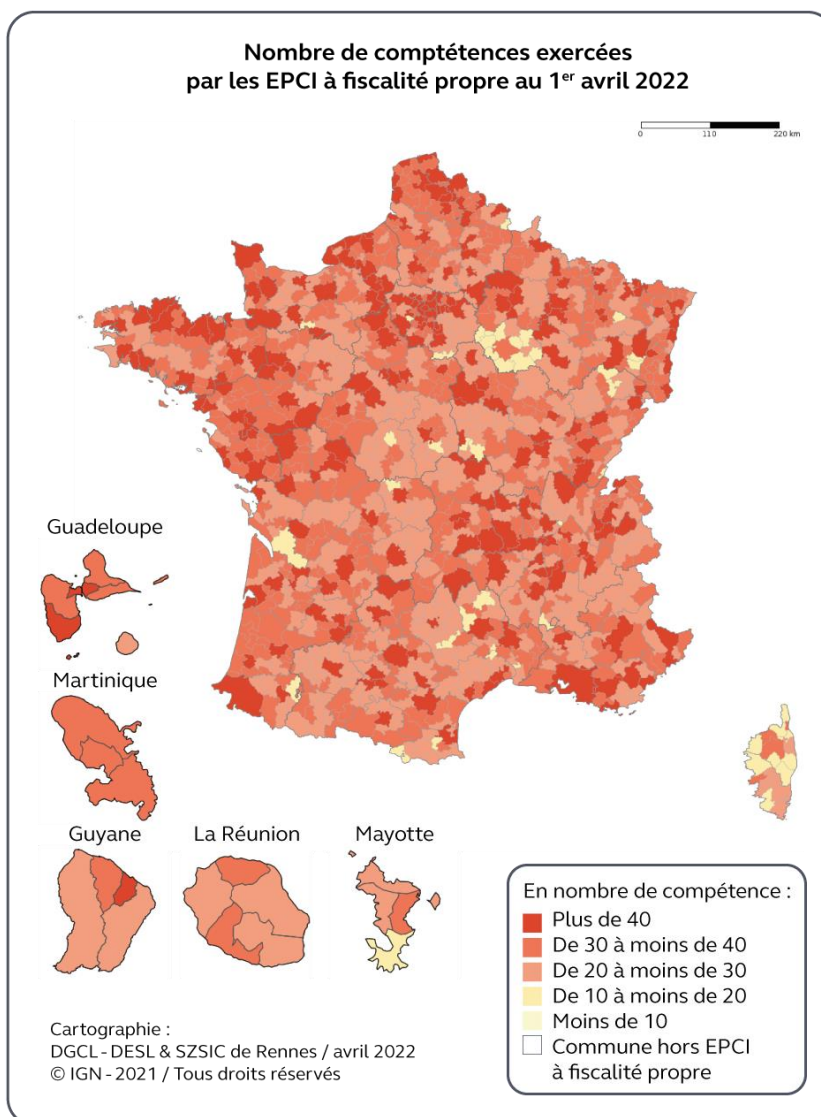 Nombre de comptétences exercées
par les EPCI à fiscalité propre au 1er avril 2022
0 110 220 km
Guadeloupe
Martinique
Guyane
La Réunion
Mayotte
En nombre de compétence :
Plus de 40
De 30 à moins de 40
De 20 à moins de 30
De 10 à moins de 20
Moins de 10
Commune hors EPCI
à fiscalité propre
Cartographie :
DGCL - DESL & SZSIC de Rennes / avril 2022
© IGN - 2021 / Tous droits réservés